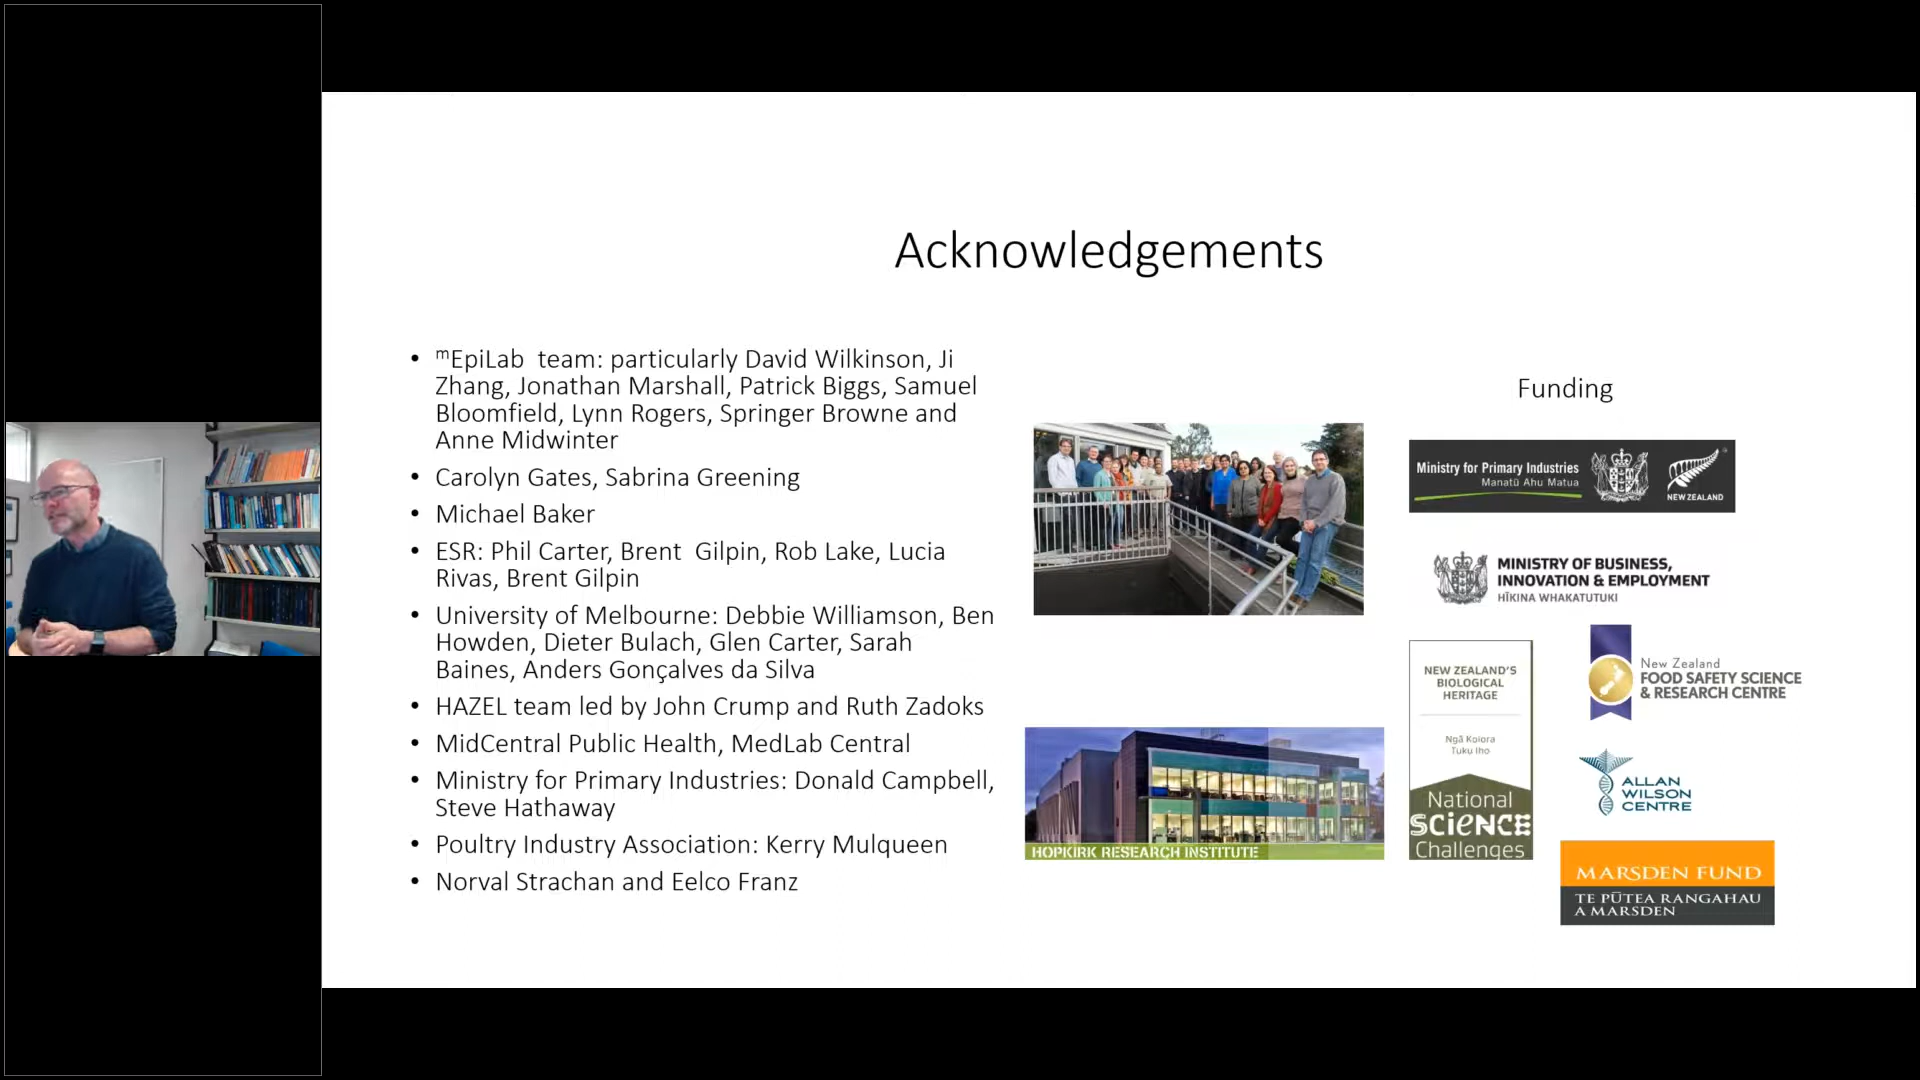 Acknowledgements
• ᵐEpiLab team: particularly David Wilkinson, Ji
Zhang, Jonathan Marshall, Patrick Biggs, Samuel
Bloomfield, Lynn Rogers, Springer Browne and
Anne Midwinter
• Carolyn Gates, Sabrina Greening
• Michael Baker
• ESR: Phil Carter, Brent Gilpin, Rob Lake, Lucia
Rivas, Brent Gilpin
• University of Melbourne: Debbie Williamson, Ben
Howden, Dieter Bulach, Glen Carter, Sarah
Baines, Anders Gonçalves da Silva
• HAZEL team led by John Crump and Ruth Zadoks
• MidCentral Public Health, MedLab Central
• Ministry for Primary Industries: Donald Campbell,
Steve Hathaway
• Poultry Industry Association: Kerry Mulqueen
• Norval Strachan and Eelco Franz
HOPKIRK RESEARCH INSTITUTE
Funding
Ministry for Primary Industries
Manatū Ahu Matua
NEW ZEALAND
MINISTRY OF BUSINESS,
INNOVATION & EMPLOYMENT
HĪKINA WHAKATUTUKI
NEW ZEALAND'S
BIOLOGICAL
HERITAGE
Ngā Koiora
Tuku Iho
National
SCIENCE
Challenges
New Zealand
FOOD SAFETY SCIENCE
& RESEARCH CENTRE
ALLAN
WILSON
CENTRE
MARSDEN FUND
TE PŪTEA RANGAHAU
A MARSDEN